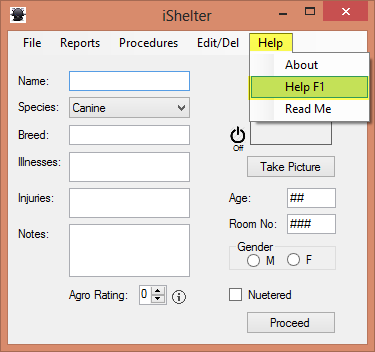 iShelter
File Reports Procedures Edit/Del Help
About
Help F1
Read Me
Name:
Species: Canine
Breed:
Off
Illnesses:
Take Picture
Injuries:
Age: ##
Room No: ###
Notes:
Gender
M F
Agro Rating: 0
Nuetered
Proceed